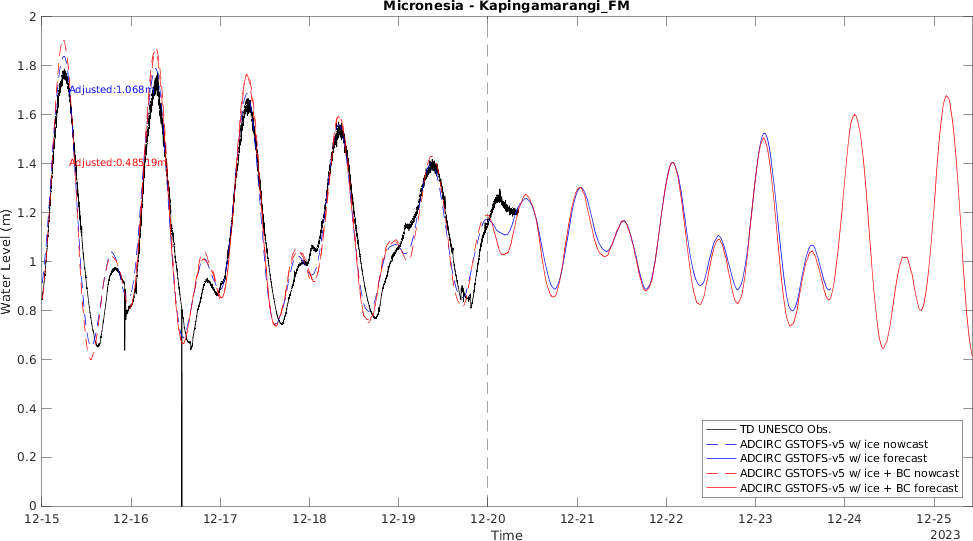 Micronesia - Kapingamarangi_FM
2
1.8
1.6
1.4
1.2
1
0.8
0.6
0.4
0.2
0
Water Level (m)
Adjusted:1.068m
Adjusted:0.48519m
TD UNESCO Obs.
ADCIRC GSTOFS-v5 w/ ice nowcast
ADCIRC GSTOFS-v5 w/ ice forecast
ADCIRC GSTOFS-v5 w/ ice + BC nowcast
ADCIRC GSTOFS-v5 w/ ice + BC forecast
12-15 12-16 12-17 12-18 12-19 12-20 12-21 12-22 12-23 12-24 12-25
Time
2023